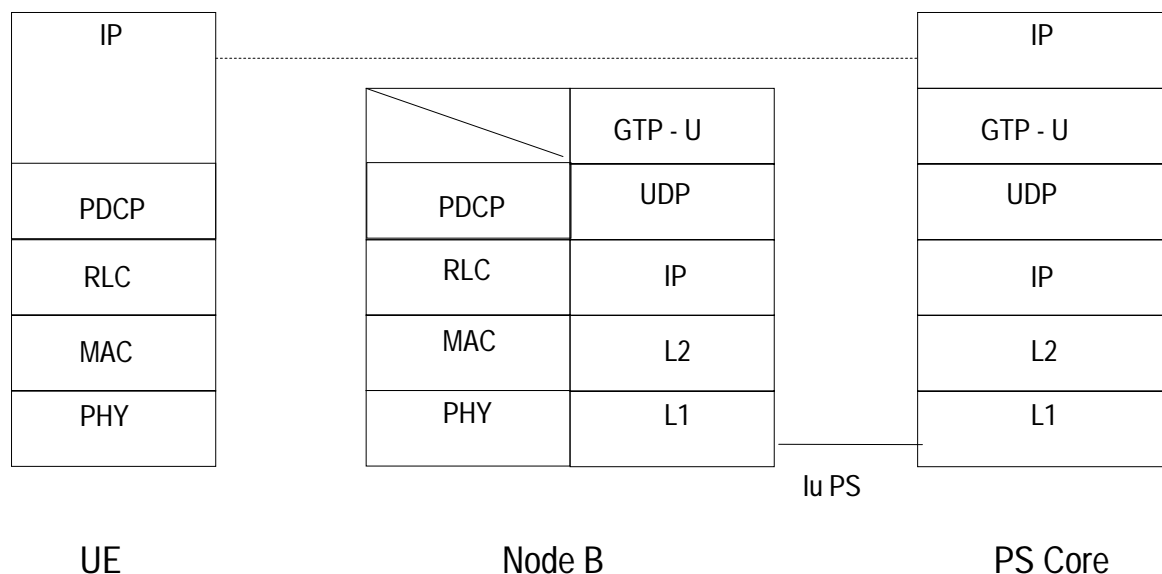 IP
PDCP
RLC
MAC
PHY
UE
GTP - U
PDCP
UDP
RLC
IP
MAC
L2
PHY
L1
Node B
Iu PS
IP
GTP - U
UDP
IP
L2
L1
PS Core